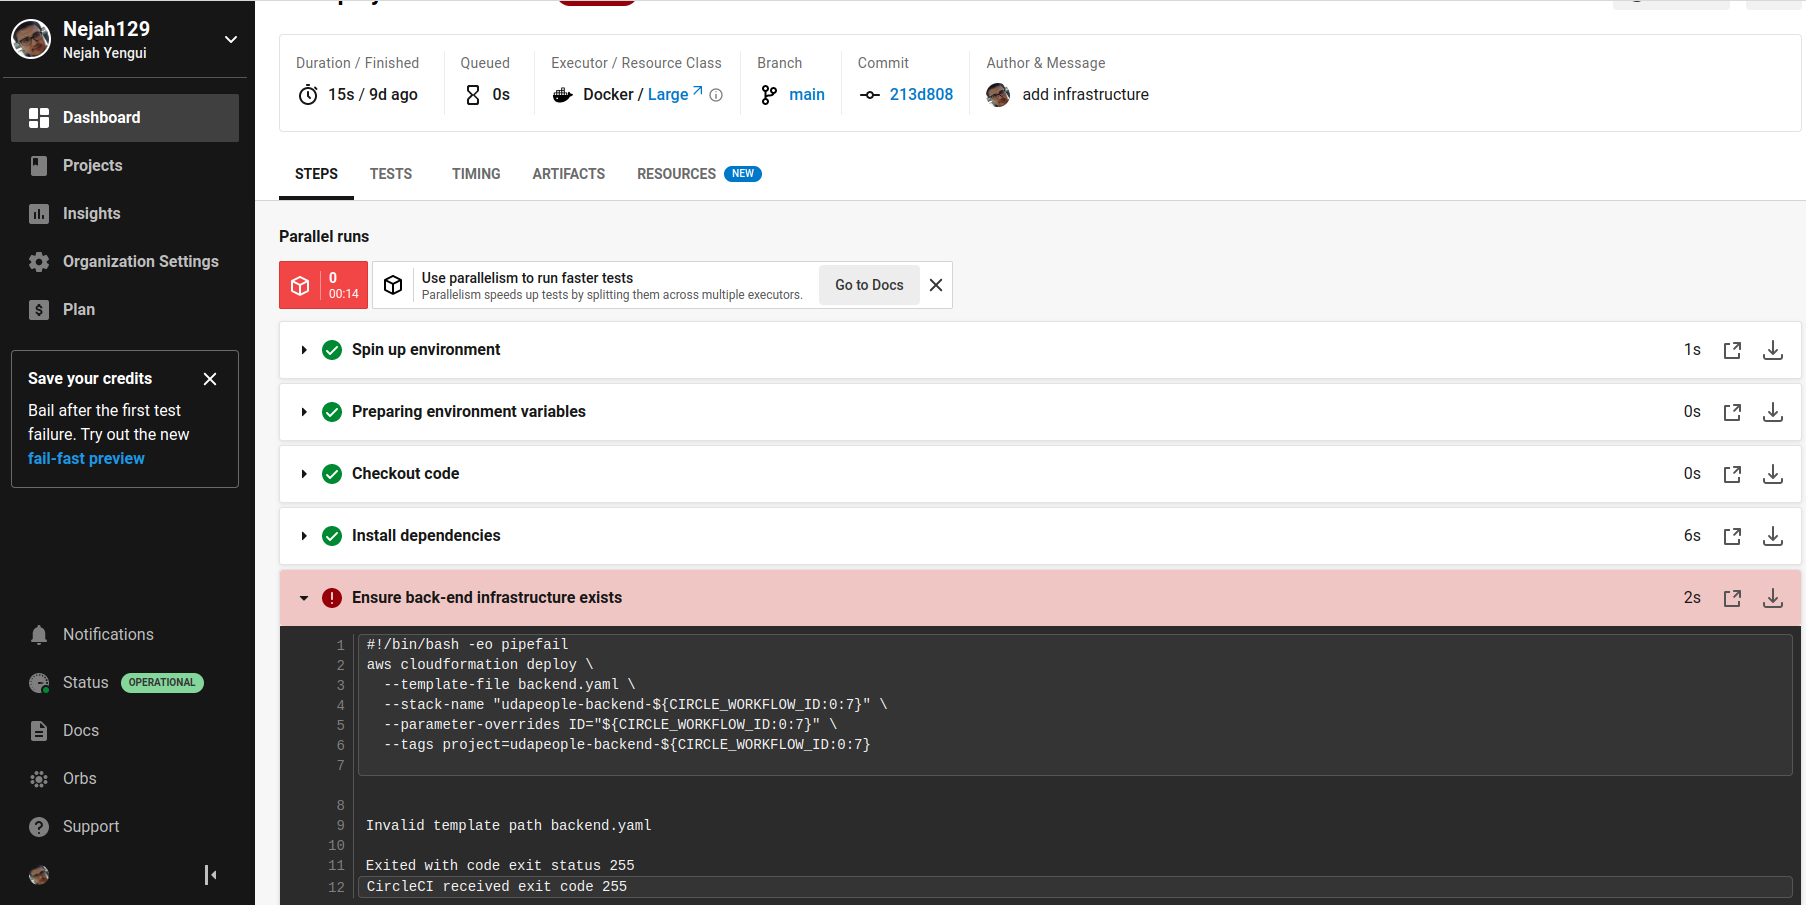 Nejah129
Nejah Yengui
Dashboard
Projects
Insights
Organization Settings
Plan
Save your credits
Bail after the first test
failure. Try out the new
fail-fast preview
Notifications
Status OPERATIONAL
Docs
Orbs
Support
Duration / Finished
15s / 9d ago
Queued
0s
Executor / Resource Class
Docker / Large
Branch
main
Commit
213d808
Author & Message
add infrastructure
STEPS TESTS TIMING ARTIFACTS RESOURCES NEW
Parallel runs
0
00:14
Use parallelism to run faster tests
Parallelism speeds up tests by splitting them across multiple executors.
Go to Docs
Spin up environment 1s
Preparing environment variables 0s
Checkout code 0s
Install dependencies 6s
Ensure back-end infrastructure exists 2s
1 #!/bin/bash -eo pipefail
2 aws cloudformation deploy \
3   --template-file backend.yaml \
4   --stack-name "udapeople-backend-${CIRCLE_WORKFLOW_ID:0:7}" \
5   --parameter-overrides ID="${CIRCLE_WORKFLOW_ID:0:7}" \
6   --tags project=udapeople-backend-${CIRCLE_WORKFLOW_ID:0:7}
7
8
9 Invalid template path backend.yaml
10
11 Exited with code exit status 255
12 CircleCI received exit code 255